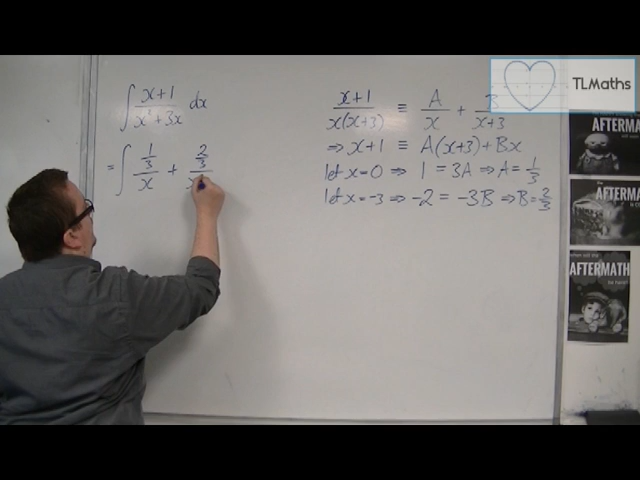 ∫ x+1/x²+3x dx
= ∫ 1/3/x + 2/3/x
x+1/x(x+3) ≡ A/x + B/x+3
⇒ x+1 ≡ A(x+3) + Bx
let x=0 ⇒ 1 = 3A ⇒ A = 1/3
let x=-3 ⇒ -2 = -3B ⇒ B = 2/3
TLMaths
AFTERMATH
AFTERMATH
AFTERMATH